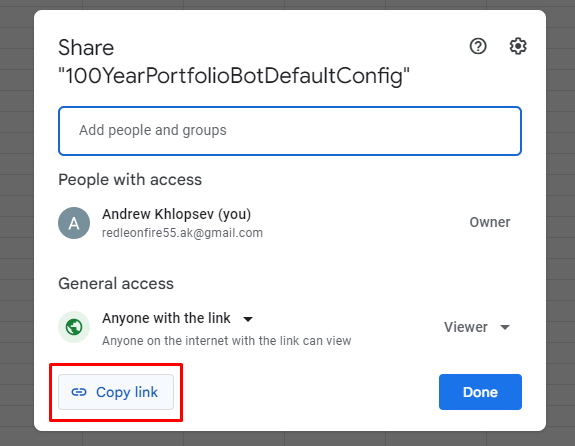 Share
"100YearPortfolioBotDefaultConfig"
Add people and groups
People with access
A
Andrew Khlopsev (you)
redleonfire55.ak@gmail.com
Owner
General access
Anyone with the link
Anyone on the internet with the link can view
Viewer
Copy link
Done